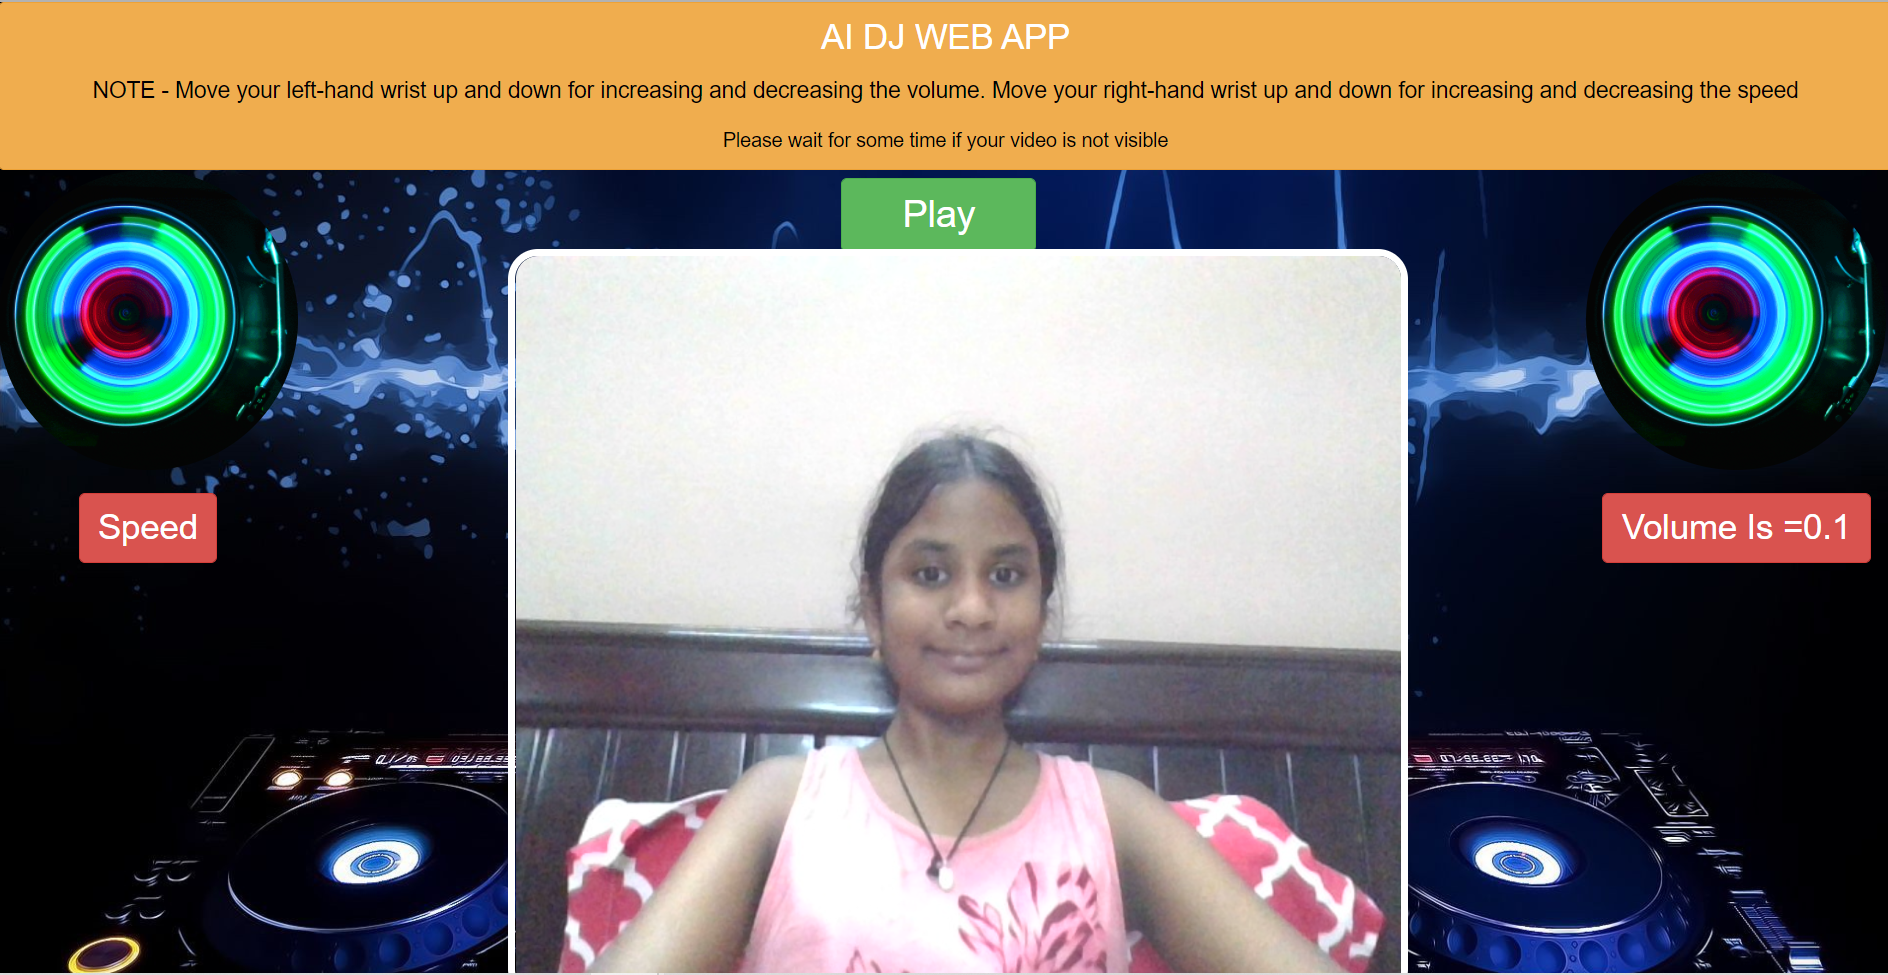 AI DJ WEB APP
NOTE - Move your left-hand wrist up and down for increasing and decreasing the volume. Move your right-hand wrist up and down for increasing and decreasing the speed
Please wait for some time if your video is not visible
Play
Speed
Volume Is =0.1